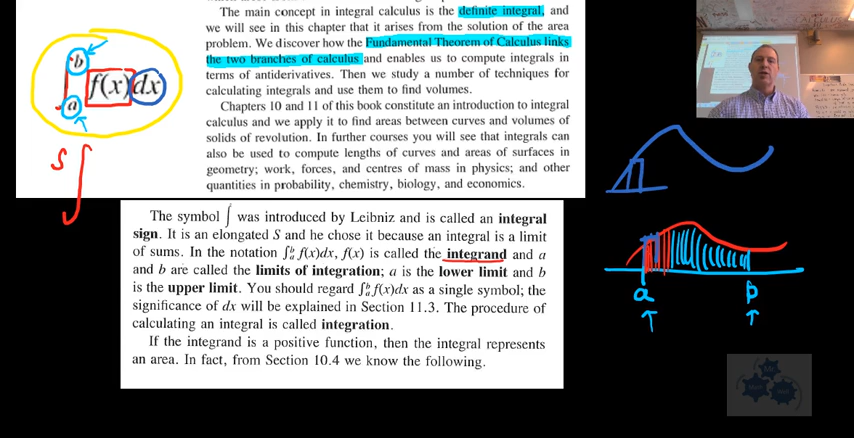 The main concept in integral calculus is the definite integral, and
we will see in this chapter that it arises from the solution of the area
problem. We discover how the Fundamental Theorem of Calculus links
the two branches of calculus and enables us to compute integrals in
terms of antiderivatives. Then we study a number of techniques for
calculating integrals and use them to find volumes.
Chapters 10 and 11 of this book constitute an introduction to integral
calculus and we apply it to find areas between curves and volumes of
solids of revolution. In further courses you will see that integrals can
also be used to compute lengths of curves and areas of surfaces in
geometry; work, forces, and centres of mass in physics; and other
quantities in probability, chemistry, biology, and economics.
b
f(x)dx
a
S ∫
The symbol ∫ was introduced by Leibniz and is called an integral
sign. It is an elongated S and he chose it because an integral is a limit
of sums. In the notation ∫ₐᵇ f(x)dx, f(x) is called the integrand and a
and b are called the limits of integration; a is the lower limit and b
is the upper limit. You should regard ∫ₐᵇ f(x)dx as a single symbol; the
significance of dx will be explained in Section 11.3. The procedure of
calculating an integral is called integration.
If the integrand is a positive function, then the integral represents
an area. In fact, from Section 10.4 we know the following.
a b